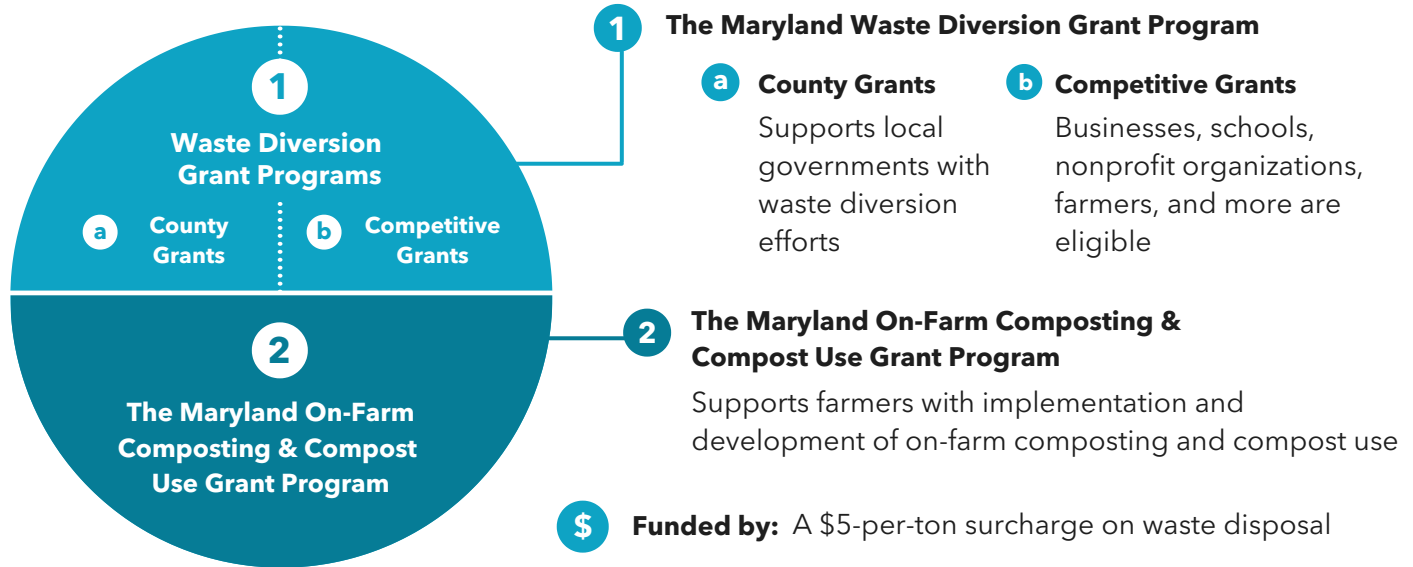 1
Waste Diversion
Grant Programs
a
County
Grants
b
Competitive
Grants
2
The Maryland On-Farm
Composting & Compost
Use Grant Program
1
The Maryland Waste Diversion Grant Program
a
County Grants
Supports local
governments with
waste diversion
efforts
b
Competitive Grants
Businesses, schools,
nonprofit organizations,
farmers, and more are
eligible
2
The Maryland On-Farm Composting &
Compost Use Grant Program
Supports farmers with implementation and
development of on-farm composting and compost use
$
Funded by: A $5-per-ton surcharge on waste disposal